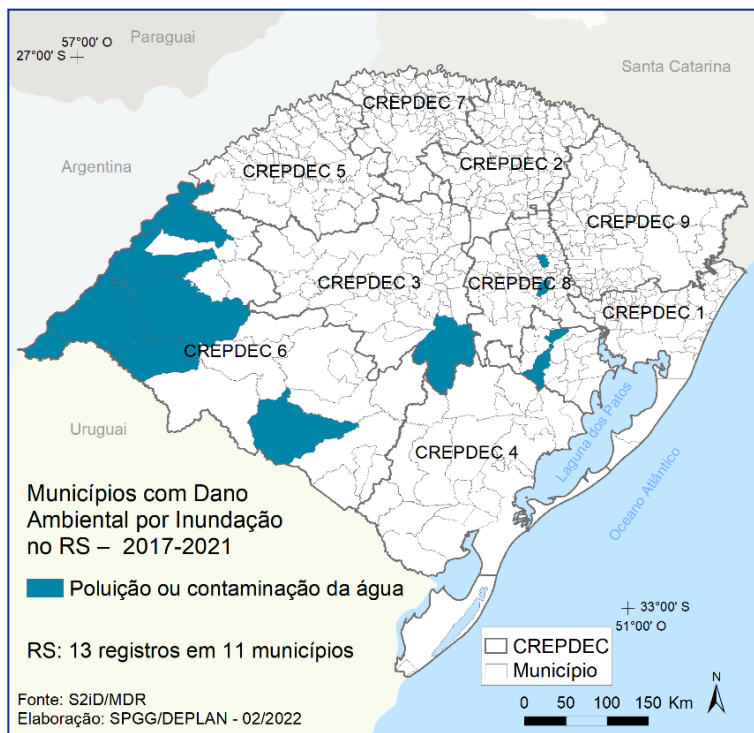 Paraguai
57°00' O
27°00' S
Santa Catarina
CREPDEC 7
Argentina
CREPDEC 5
CREPDEC 2
CREPDEC 9
CREPDEC 3
CREPDEC 8
CREPDEC 1
CREPDEC 6
Uruguai
CREPDEC 4
Laguna dos Patos
Oceano Atlântico
Municípios com Dano
Ambiental por Inundação
no RS – 2017-2021
Poluição ou contaminação da água
33°00' S
51°00' O
RS: 13 registros em 11 municípios
CREPDEC
Município
N
Fonte: S2iD/MDR
Elaboração: SPGG/DEPLAN - 02/2022
0 50 100 150 Km